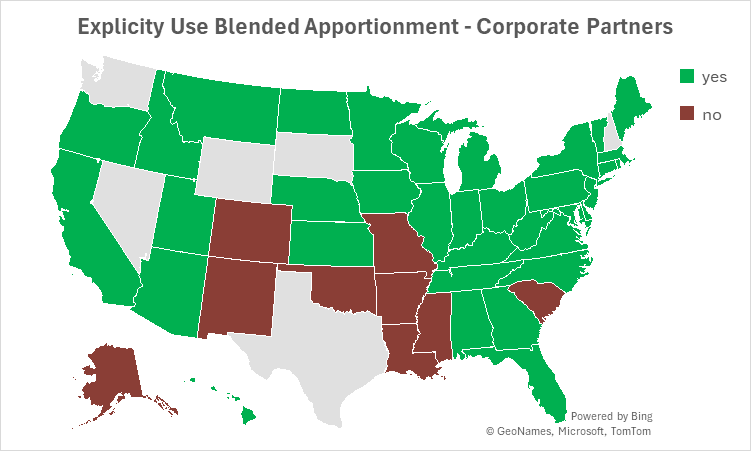 Explicity Use Blended Apportionment - Corporate Partners
yes
no
Powered by Bing
© GeoNames, Microsoft, TomTom